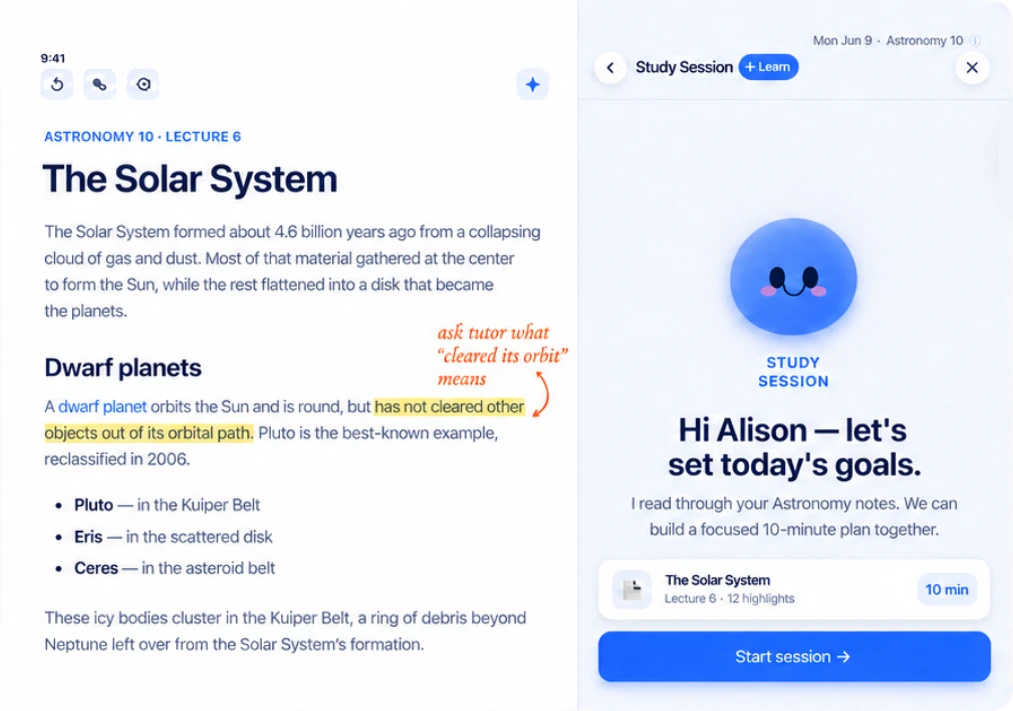 9:41
ASTRONOMY 10 · LECTURE 6
The Solar System
The Solar System formed about 4.6 billion years ago from a collapsing
cloud of gas and dust. Most of that material gathered at the center
to form the Sun, while the rest flattened into a disk that became
the planets.
ask tutor what
“cleared its orbit”
means
Dwarf planets
A dwarf planet orbits the Sun and is round, but has not cleared other
objects out of its orbital path. Pluto is the best-known example,
reclassified in 2006.
• Pluto — in the Kuiper Belt
• Eris — in the scattered disk
• Ceres — in the asteroid belt
These icy bodies cluster in the Kuiper Belt, a ring of debris beyond
Neptune left over from the Solar System’s formation.
Mon Jun 9 · Astronomy 10
Study Session + Learn
STUDY
SESSION
Hi Alison — let's
set today's goals.
I read through your Astronomy notes. We can
build a focused 10-minute plan together.
The Solar System
Lecture 6 · 12 highlights
10 min
Start session →